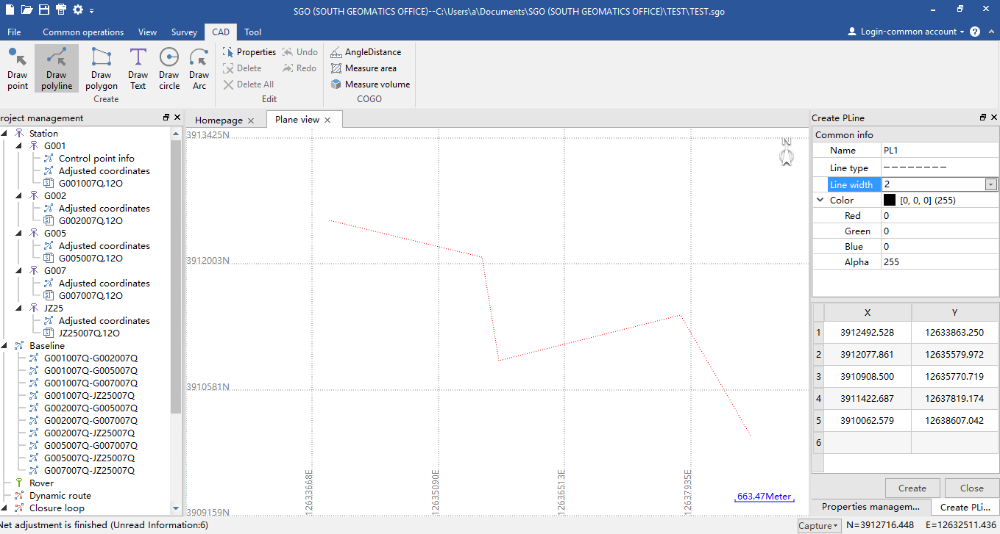 SGO (SOUTH GEOMATICS OFFICE)--C:\Users\a\Documents\SGO (SOUTH GEOMATICS OFFICE)\TEST\TEST.sgo
File Common operations View Survey CAD Tool Login-common account
Draw point
Draw polyline
Draw polygon
Draw Text
Draw circle
Draw Arc
Create
Properties Undo
Delete Redo
Delete All
Edit
AngleDistance
Measure area
Measure volume
COGO
roject management
Station
G001
Control point info
Adjusted coordinates
G001007Q,12O
G002
Adjusted coordinates
G002007Q,12O
G005
Adjusted coordinates
G005007Q,12O
G007
Adjusted coordinates
G007007Q,12O
JZ25
Adjusted coordinates
JZ25007Q,12O
Baseline
G001007Q-G002007Q
G001007Q-G005007Q
G001007Q-G007007Q
G001007Q-JZ25007Q
G002007Q-G005007Q
G002007Q-G007007Q
G002007Q-JZ25007Q
G005007Q-G007007Q
G005007Q-JZ25007Q
G007007Q-JZ25007Q
Rover
Dynamic route
Closure loop
Homepage Plane view
3913425N
N
3912003N
3910581N
3909159N
12633668E
12635090E
12636513E
12637935E
663.47Meter
Create PLine
Common info
Name PL1
Line type
Line width 2
Color [0, 0, 0] (255)
Red 0
Green 0
Blue 0
Alpha 255
X Y
1 3912492.528 12633863.250
2 3912077.861 12635579.972
3 3910908.500 12635770.719
4 3911422.687 12637819.174
5 3910062.579 12638607.042
6
Create Close
Properties managem... Create PLi...
Net adjustment is finished (Unread Information:6)
Capture N=3912716.448 E=12632511.436